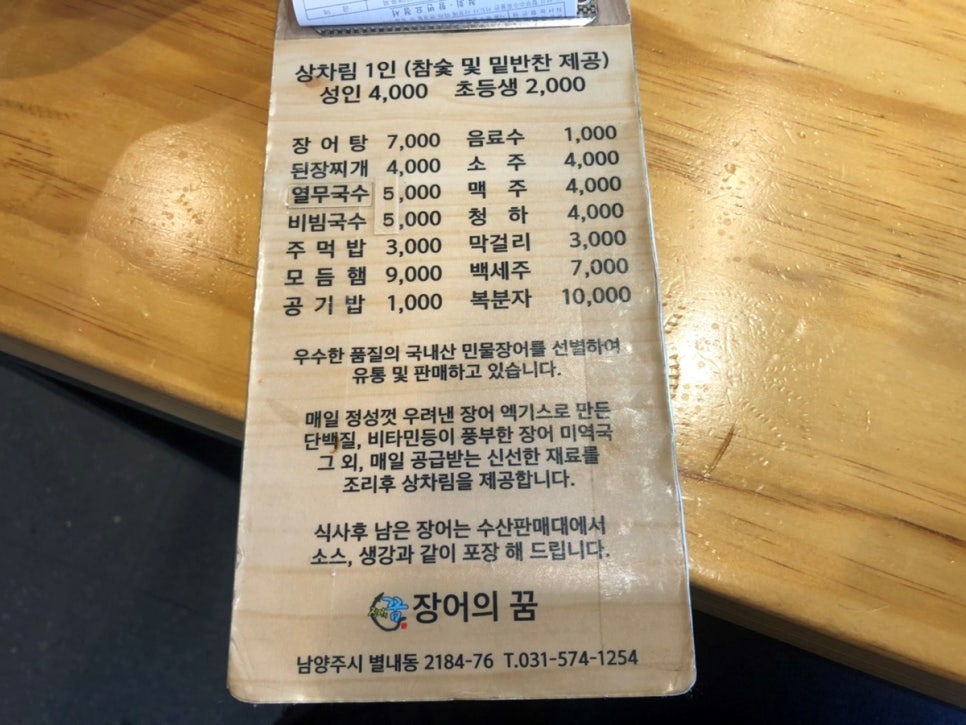 상차림 1인 (참숯 및 밑반찬 제공)
성인 4,000 초등생 2,000
장어탕 7,000 음료수 1,000
된장찌개 4,000 소주 4,000
열무국수 5,000 맥주 4,000
비빔국수 5,000 청하 4,000
주먹밥 3,000 막걸리 3,000
모듬햄 9,000 백세주 7,000
공기밥 1,000 복분자 10,000
우수한 품질의 국내산 민물장어를 선별하여
유통 및 판매하고 있습니다.
매일 정성껏 우려낸 장어 엑기스로 만든
단백질, 비타민등이 풍부한 장어 미역국
그 외, 매일 공급받는 신선한 재료를
조리후 상차림을 제공합니다.
식사후 남은 장어는 수산판매대에서
소스, 생강과 같이 포장 해 드립니다.
장어의 꿈
남양주시 별내동 2184-76 T.031-574-1254